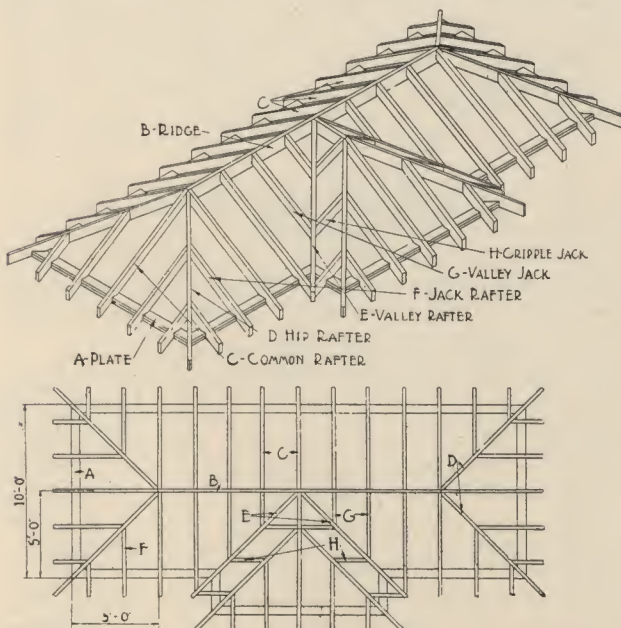 C
B-RIDGE
H-CRIPPLE JACK
G-VALLEY JACK
F-JACK RAFTER
E-VALLEY RAFTER
D HIP RAFTER
A-PLATE
C-COMMON RAFTER
C
D
A
B
10'-0"
E
G
5'-0"
F
H
5'-0"